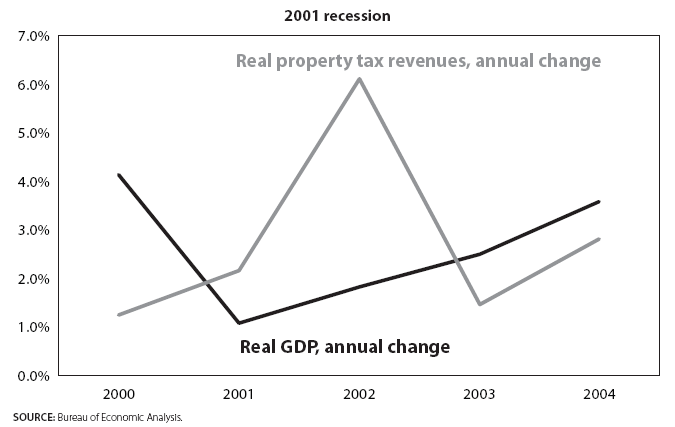 2001 recession
7.0%
Real property tax revenues, annual change
6.0%
5.0%
4.0%
3.0%
2.0%
1.0%
Real GDP, annual change
0.0%
2000 2001 2002 2003 2004
SOURCE: Bureau of Economic Analysis.